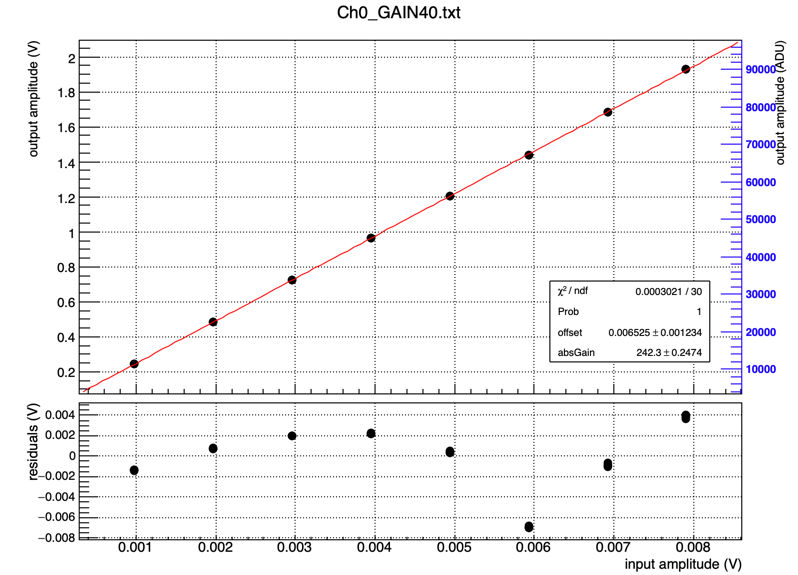 Ch0_GAIN40.txt
output amplitude (V)
2
1.8
1.6
1.4
1.2
1
0.8
0.6
0.4
0.2
output amplitude (ADU)
90000
80000
70000
60000
50000
40000
30000
20000
10000
χ² / ndf 0.0003021 / 30
Prob 1
offset 0.006525 ± 0.001234
absGain 242.3 ± 0.2474
residuals (V)
0.004
0.002
0
−0.002
−0.004
−0.006
−0.008
0.001 0.002 0.003 0.004 0.005 0.006 0.007 0.008
input amplitude (V)